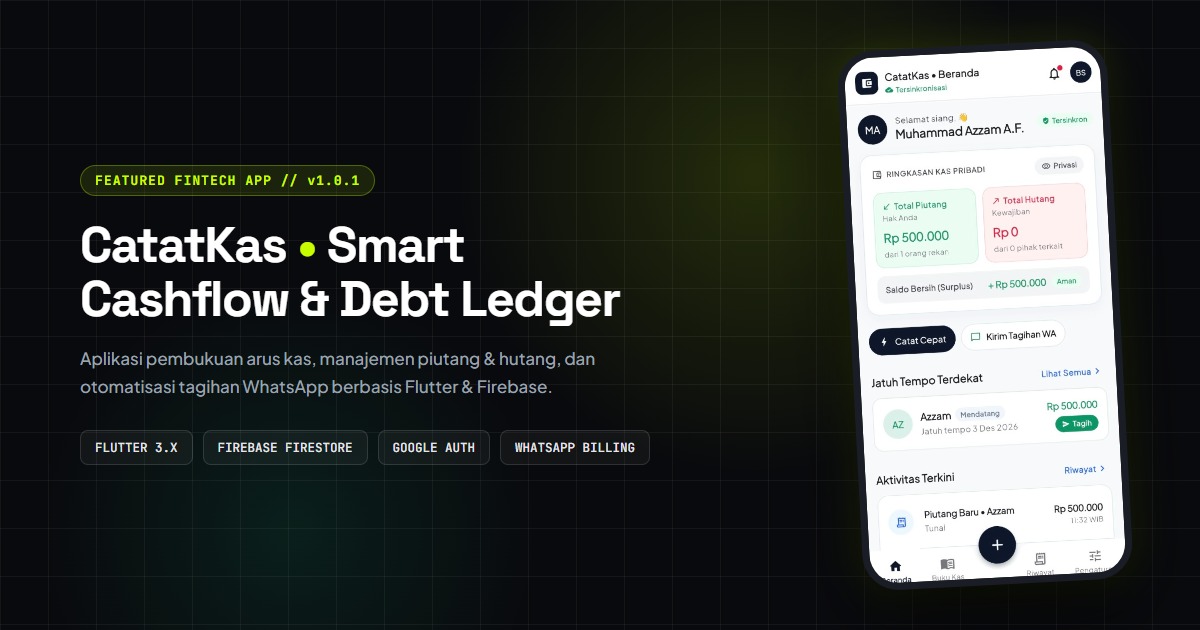 FEATURED FINTECH APP // v1.0.1
CatatKas • Smart
Cashflow & Debt Ledger
Aplikasi pembukuan arus kas, manajemen piutang & hutang, dan
otomatisasi tagihan WhatsApp berbasis Flutter & Firebase.
FLUTTER 3.X
FIREBASE FIRESTORE
GOOGLE AUTH
WHATSAPP BILLING
CatatKas • Beranda
Tersinkronisasi
BS
MA
Selamat siang, 👋
Muhammad Azzam A.F.
Tersinkron
RINGKASAN KAS PRIBADI
Privasi
↙ Total Piutang
Hak Anda
Rp 500.000
dari 1 orang rekan
↗ Total Hutang
Kewajiban
Rp 0
dari 0 pihak terkait
Saldo Bersih (Surplus)
+ Rp 500.000
Aman
Catat Cepat
Kirim Tagihan WA
Jatuh Tempo Terdekat
Lihat Semua >
AZ
Azzam
Mendatang
Jatuh tempo 3 Des 2026
Rp 500.000
Tagih
Aktivitas Terkini
Riwayat >
Piutang Baru • Azzam
Tunai
Rp 500.000
11:32 WIB
+
Beranda
Buku Kas
Riwayat